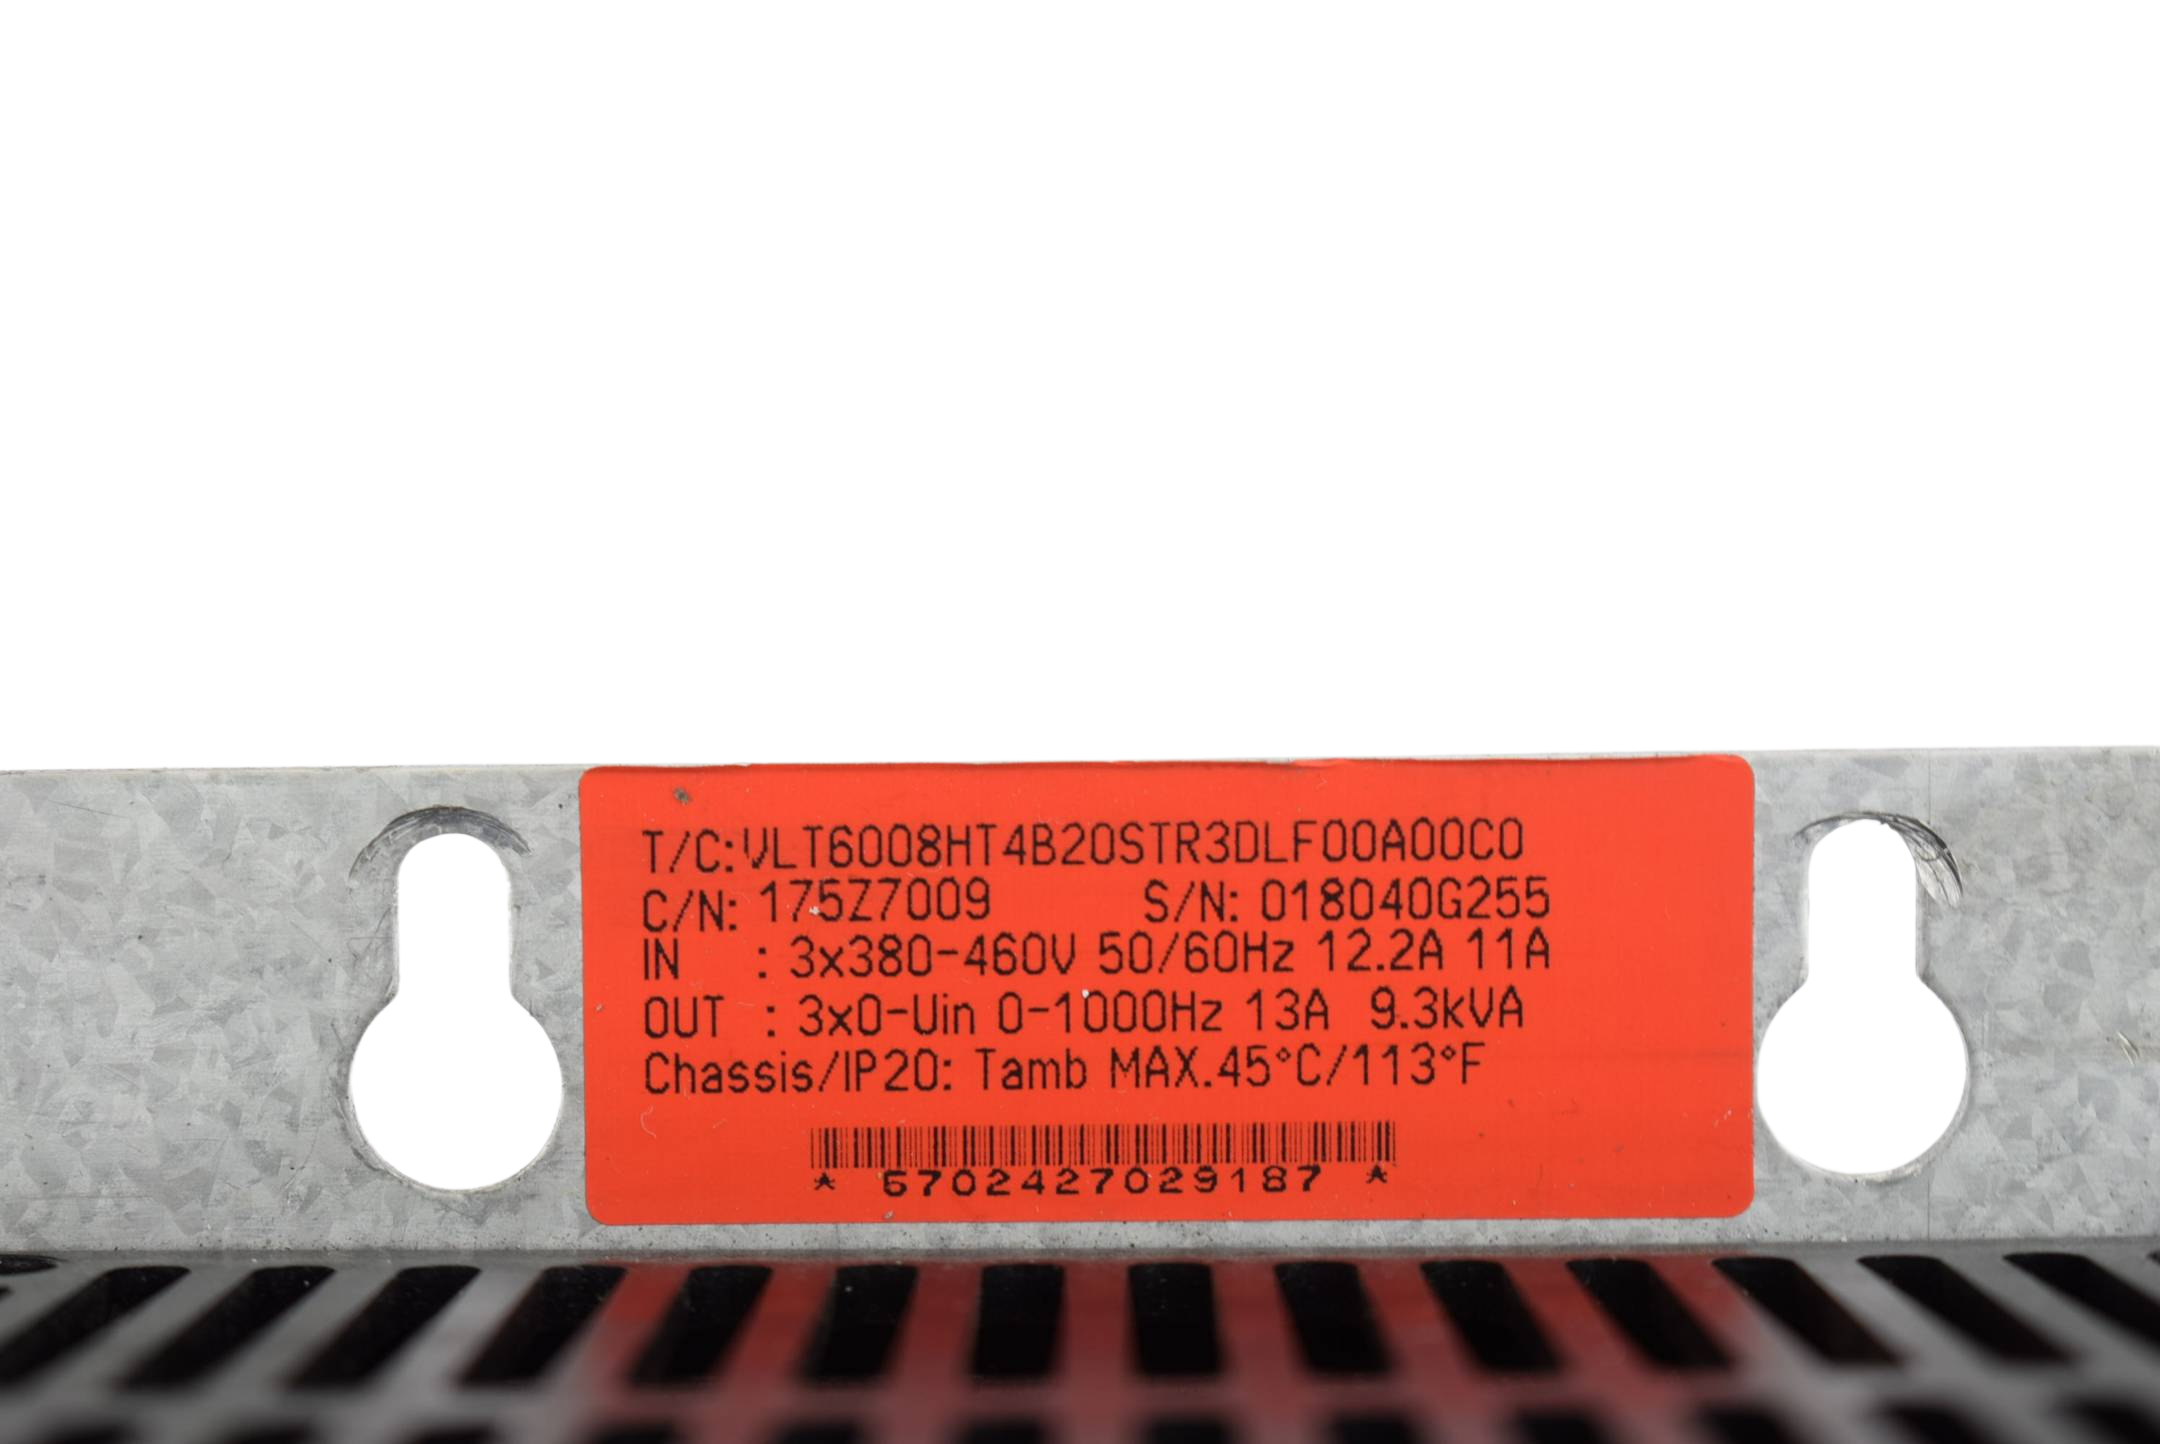 T/C:VLT6008HT4B20STR3DLF00A00C0
C/N: 175Z7009 S/N: 018040G255
IN : 3x380-460V 50/60Hz 12.2A 11A
OUT : 3x0-Uin 0-1000Hz 13A 9.3kVA
Chassis/IP20: Tamb MAX.45°C/113°F
* 5702427029187 *